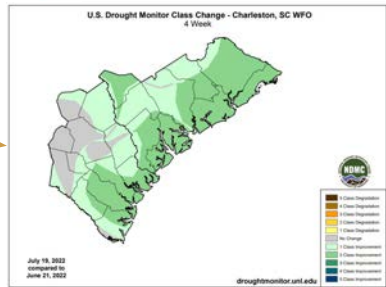 U.S. Drought Monitor Class Change - Charleston, SC WFO
4 Week
NDMC
5 Class Degradation
4 Class Degradation
3 Class Degradation
2 Class Degradation
1 Class Degradation
No Change
1 Class Improvement
2 Class Improvement
3 Class Improvement
4 Class Improvement
5 Class Improvement
July 19, 2022
compared to
June 21, 2022
droughtmonitor.unl.edu